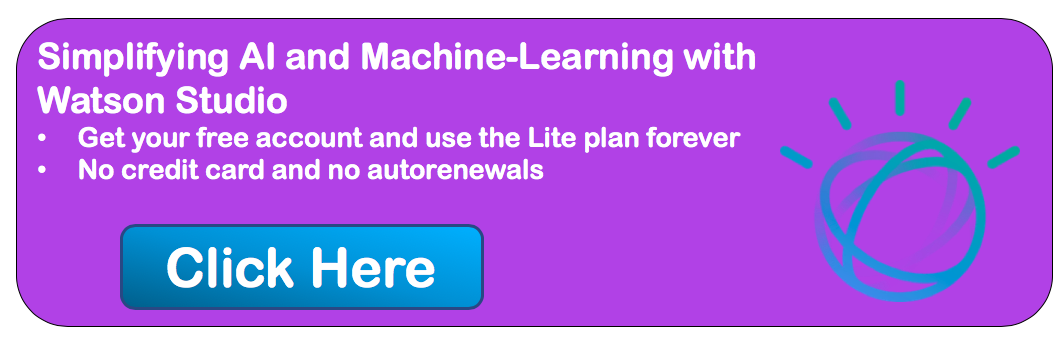 Simplifying AI and Machine-Learning with
Watson Studio
• Get your free account and use the Lite plan forever
• No credit card and no autorenewals
Click Here